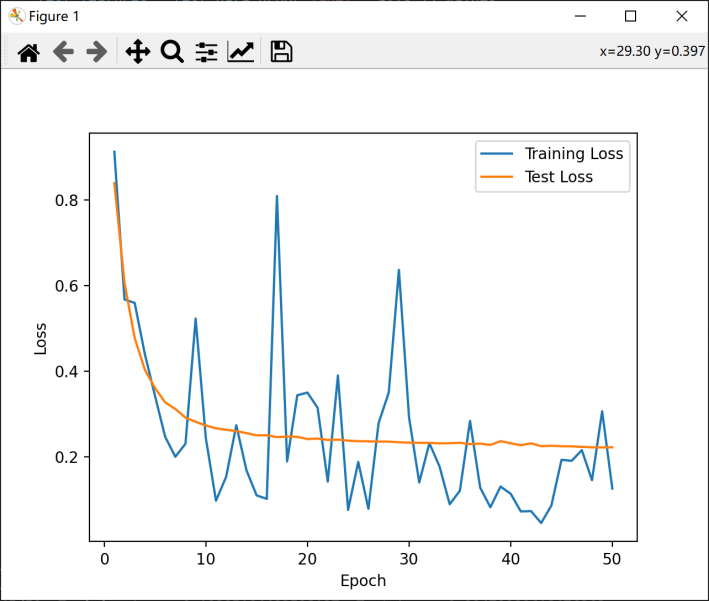 Figure 1
x=29.30 y=0.397
Training Loss
Test Loss
0.8
0.6
0.4
0.2
Loss
0 10 20 30 40 50
Epoch